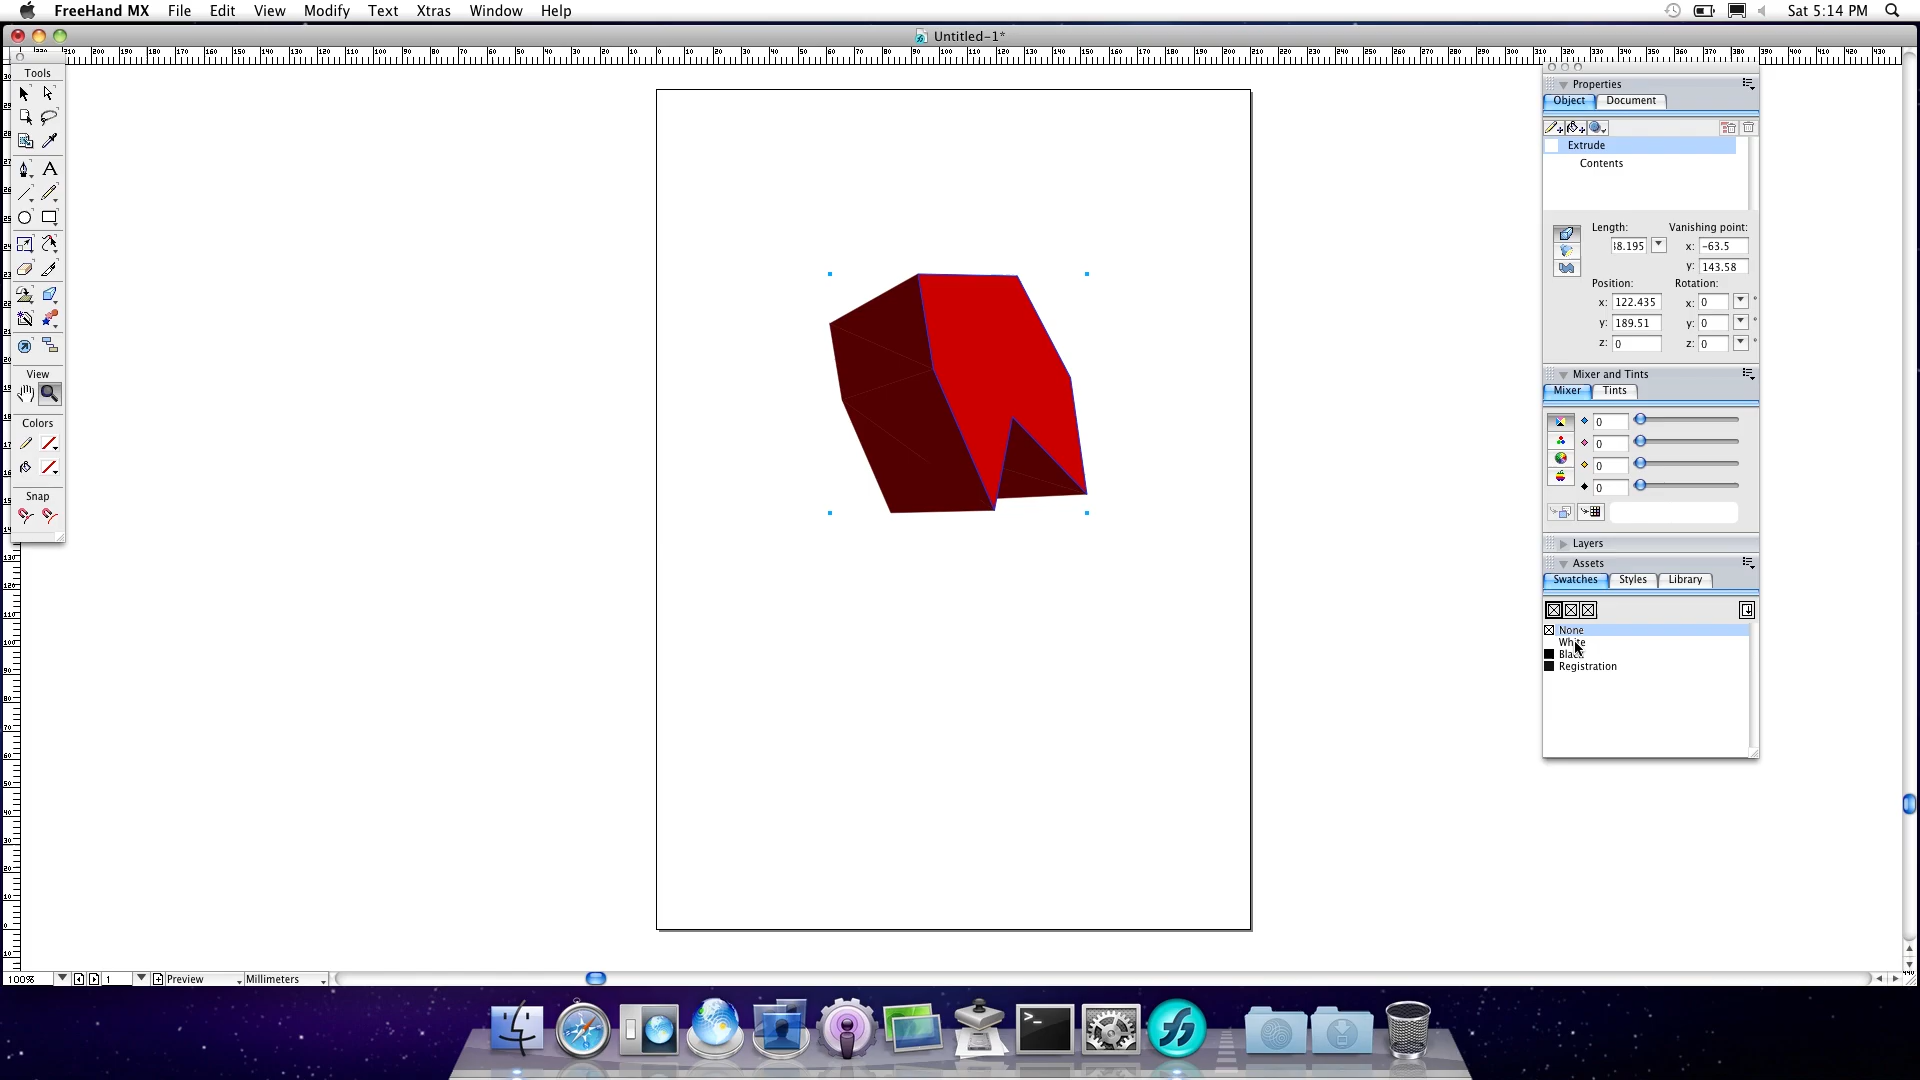 FreeHand MX File Edit View Modify Text Xtras Window Help
Sat 5:14 PM
Untitled-1*
Tools
View
Colors
Snap
Properties
Object Document
Extrude
Contents
Length: Vanishing point:
38.195 x: -63.5
y: 143.58
Position: Rotation:
x: 122.435 x: 0
y: 189.51 y: 0
z: 0 z: 0
Mixer and Tints
Mixer Tints
0
0
0
0
Layers
Assets
Swatches Styles Library
None
White
Black
Registration
100% 1 Preview Millimeters